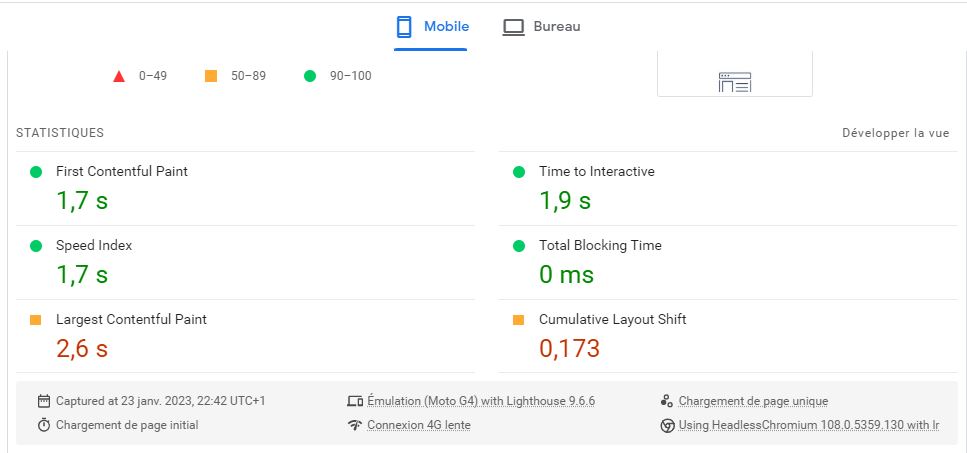 Mobile
Bureau
0–49
50–89
90–100
STATISTIQUES
Développer la vue
First Contentful Paint
1,7 s
Time to Interactive
1,9 s
Speed Index
1,7 s
Total Blocking Time
0 ms
Largest Contentful Paint
2,6 s
Cumulative Layout Shift
0,173
Captured at 23 janv. 2023, 22:42 UTC+1
Émulation (Moto G4) with Lighthouse 9.6.6
Chargement de page unique
Chargement de page initial
Connexion 4G lente
Using HeadlessChromium 108.0.5359.130 with lr